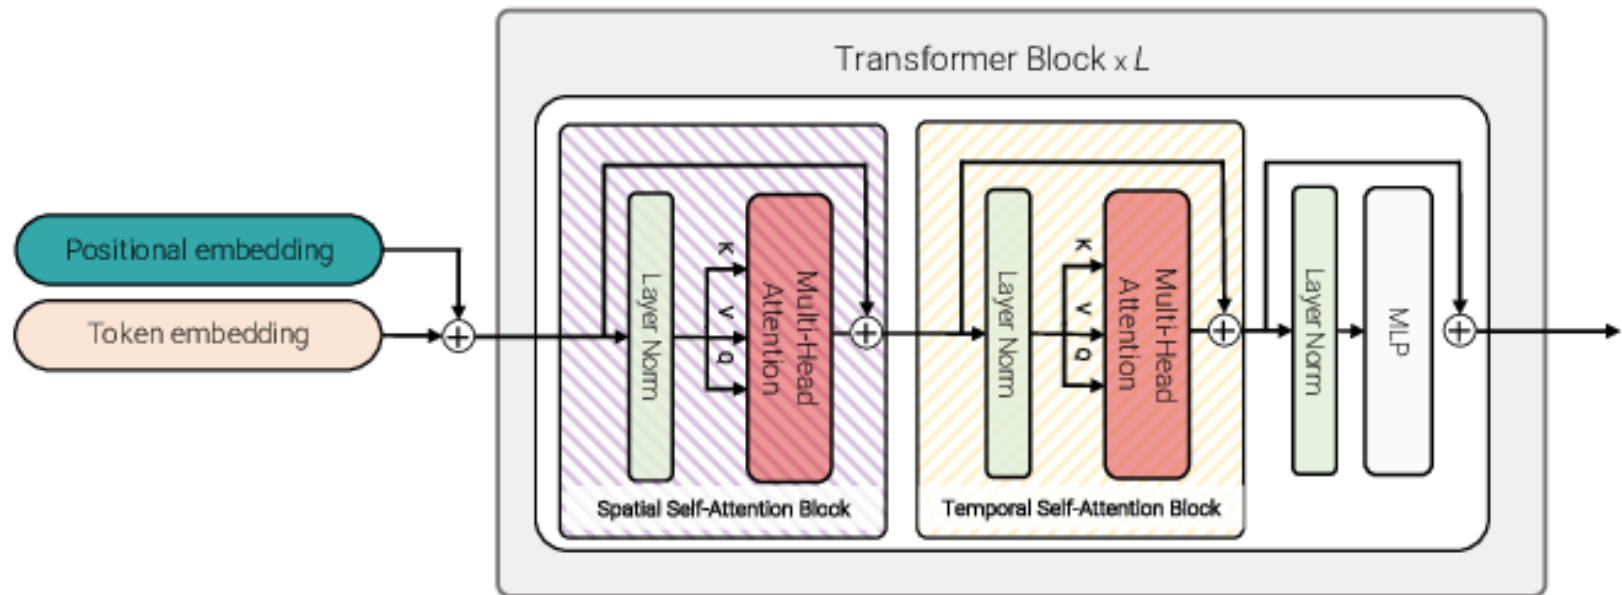 Transformer Block x L
Positional embedding
Token embedding
Layer Norm
K
V
Q
Multi-Head
Attention
Spatial Self-Attention Block
Layer Norm
K
V
Q
Multi-Head
Attention
Temporal Self-Attention Block
Layer Norm
MLP